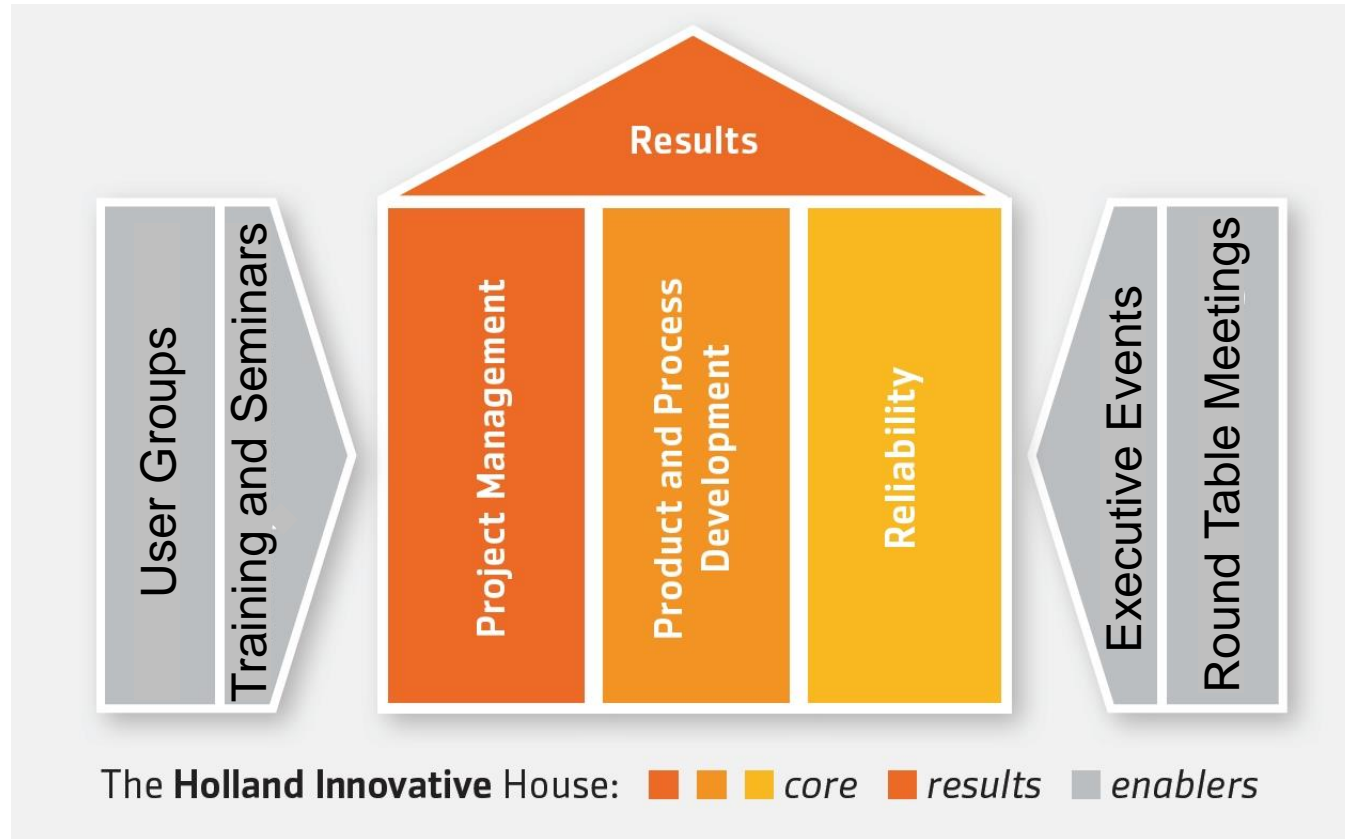 Results
User Groups
Training and Seminars
Project Management
Product and Process
Development
Reliability
Executive Events
Round Table Meetings
The Holland Innovative House: core results enablers